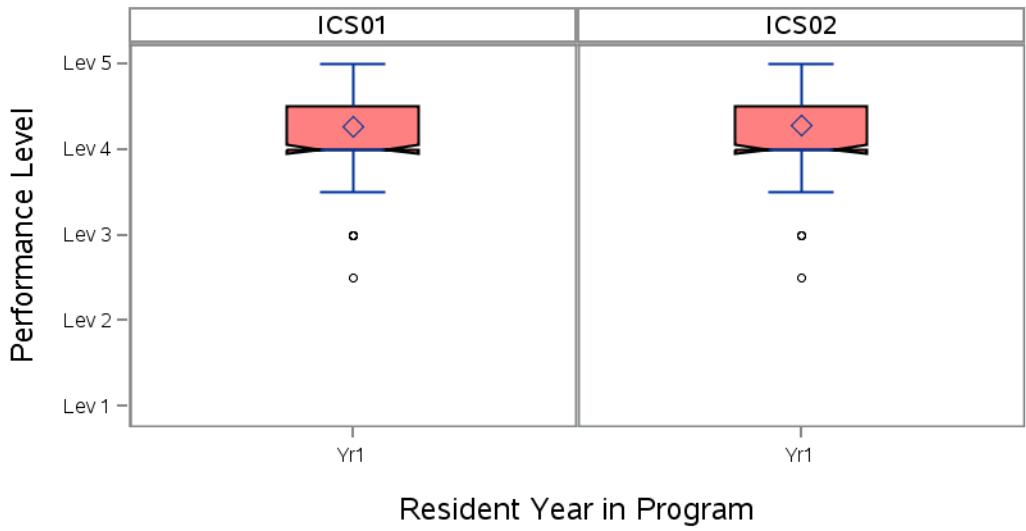 ICS01
ICS02
Performance Level
Lev 5
Lev 4
Lev 3
Lev 2
Lev 1
Yr1
Yr1
Resident Year in Program